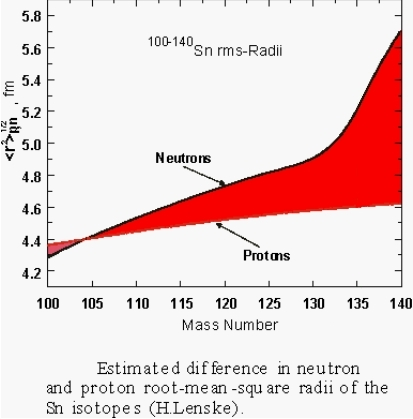 5.8
100-140Sn rms-Radii
5.6
5.4
5.2
<r²>1/2 pn , fm
5.0
Neutrons
4.8
4.6
Protons
4.4
4.2
100 105 110 115 120 125 130 135 140
Mass Number
Estimated difference in neutron
and proton root-mean-square radii of the
Sn isotopes (H.Lenske).